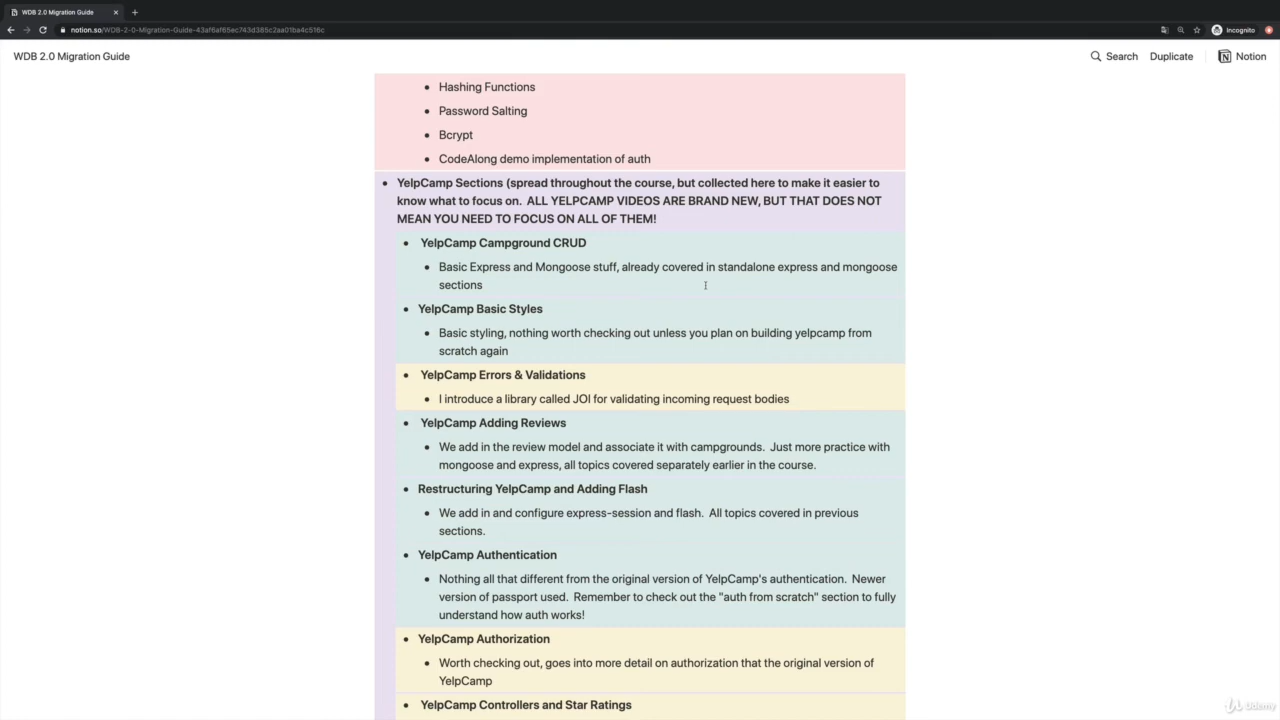 WDB 2.0 Migration Guide
notion.so/WDB-2-0-Migration-Guide-43af6af65ec743d385c2aa01ba4c516c
Incognito
WDB 2.0 Migration Guide
Search
Duplicate
Notion
Hashing Functions
Password Salting
Bcrypt
CodeAlong demo implementation of auth
YelpCamp Sections (spread throughout the course, but collected here to make it easier to
know what to focus on. ALL YELPCAMP VIDEOS ARE BRAND NEW, BUT THAT DOES NOT
MEAN YOU NEED TO FOCUS ON ALL OF THEM!
YelpCamp Campground CRUD
Basic Express and Mongoose stuff, already covered in standalone express and mongoose
sections
YelpCamp Basic Styles
Basic styling, nothing worth checking out unless you plan on building yelpcamp from
scratch again
YelpCamp Errors & Validations
I introduce a library called JOI for validating incoming request bodies
YelpCamp Adding Reviews
We add in the review model and associate it with campgrounds. Just more practice with
mongoose and express, all topics covered separately earlier in the course.
Restructuring YelpCamp and Adding Flash
We add in and configure express-session and flash. All topics covered in previous
sections.
YelpCamp Authentication
Nothing all that different from the original version of YelpCamp's authentication. Newer
version of passport used. Remember to check out the "auth from scratch" section to fully
understand how auth works!
YelpCamp Authorization
Worth checking out, goes into more detail on authorization that the original version of
YelpCamp
YelpCamp Controllers and Star Ratings
Udemy